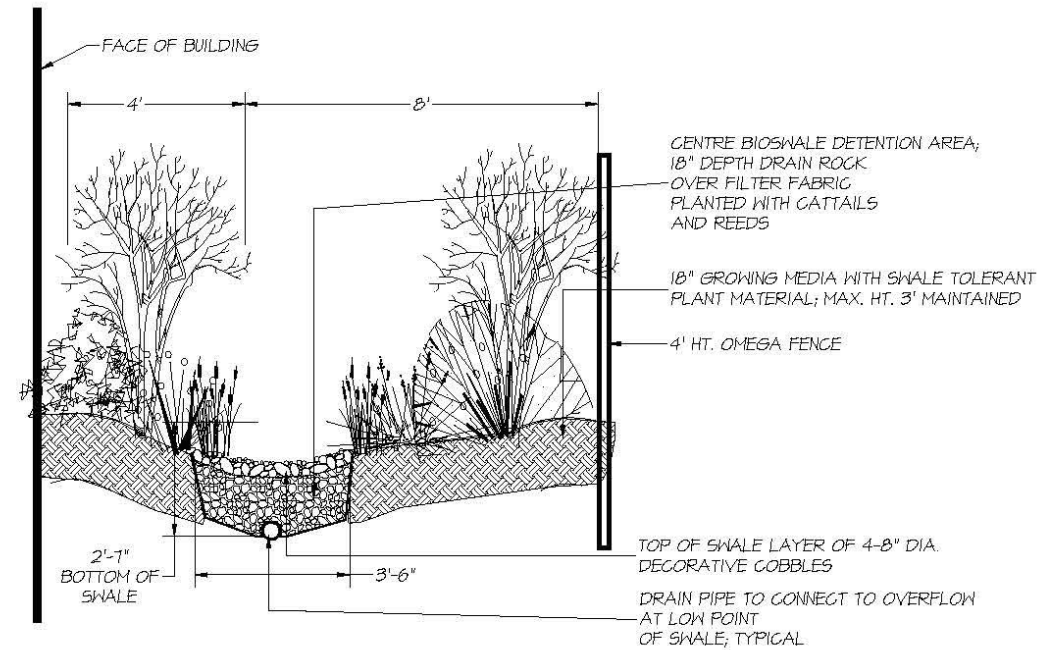 FACE OF BUILDING
4'
8'
CENTRE BIOSWALE DETENTION AREA;
18" DEPTH DRAIN ROCK
OVER FILTER FABRIC
PLANTED WITH CATTAILS
AND REEDS
18" GROWING MEDIA WITH SWALE TOLERANT
PLANT MATERIAL; MAX. HT. 3' MAINTAINED
4' HT. OMEGA FENCE
2'-7"
BOTTOM OF
SWALE
3'-6"
TOP OF SWALE LAYER OF 4-8" DIA.
DECORATIVE COBBLES
DRAIN PIPE TO CONNECT TO OVERFLOW
AT LOW POINT
OF SWALE; TYPICAL